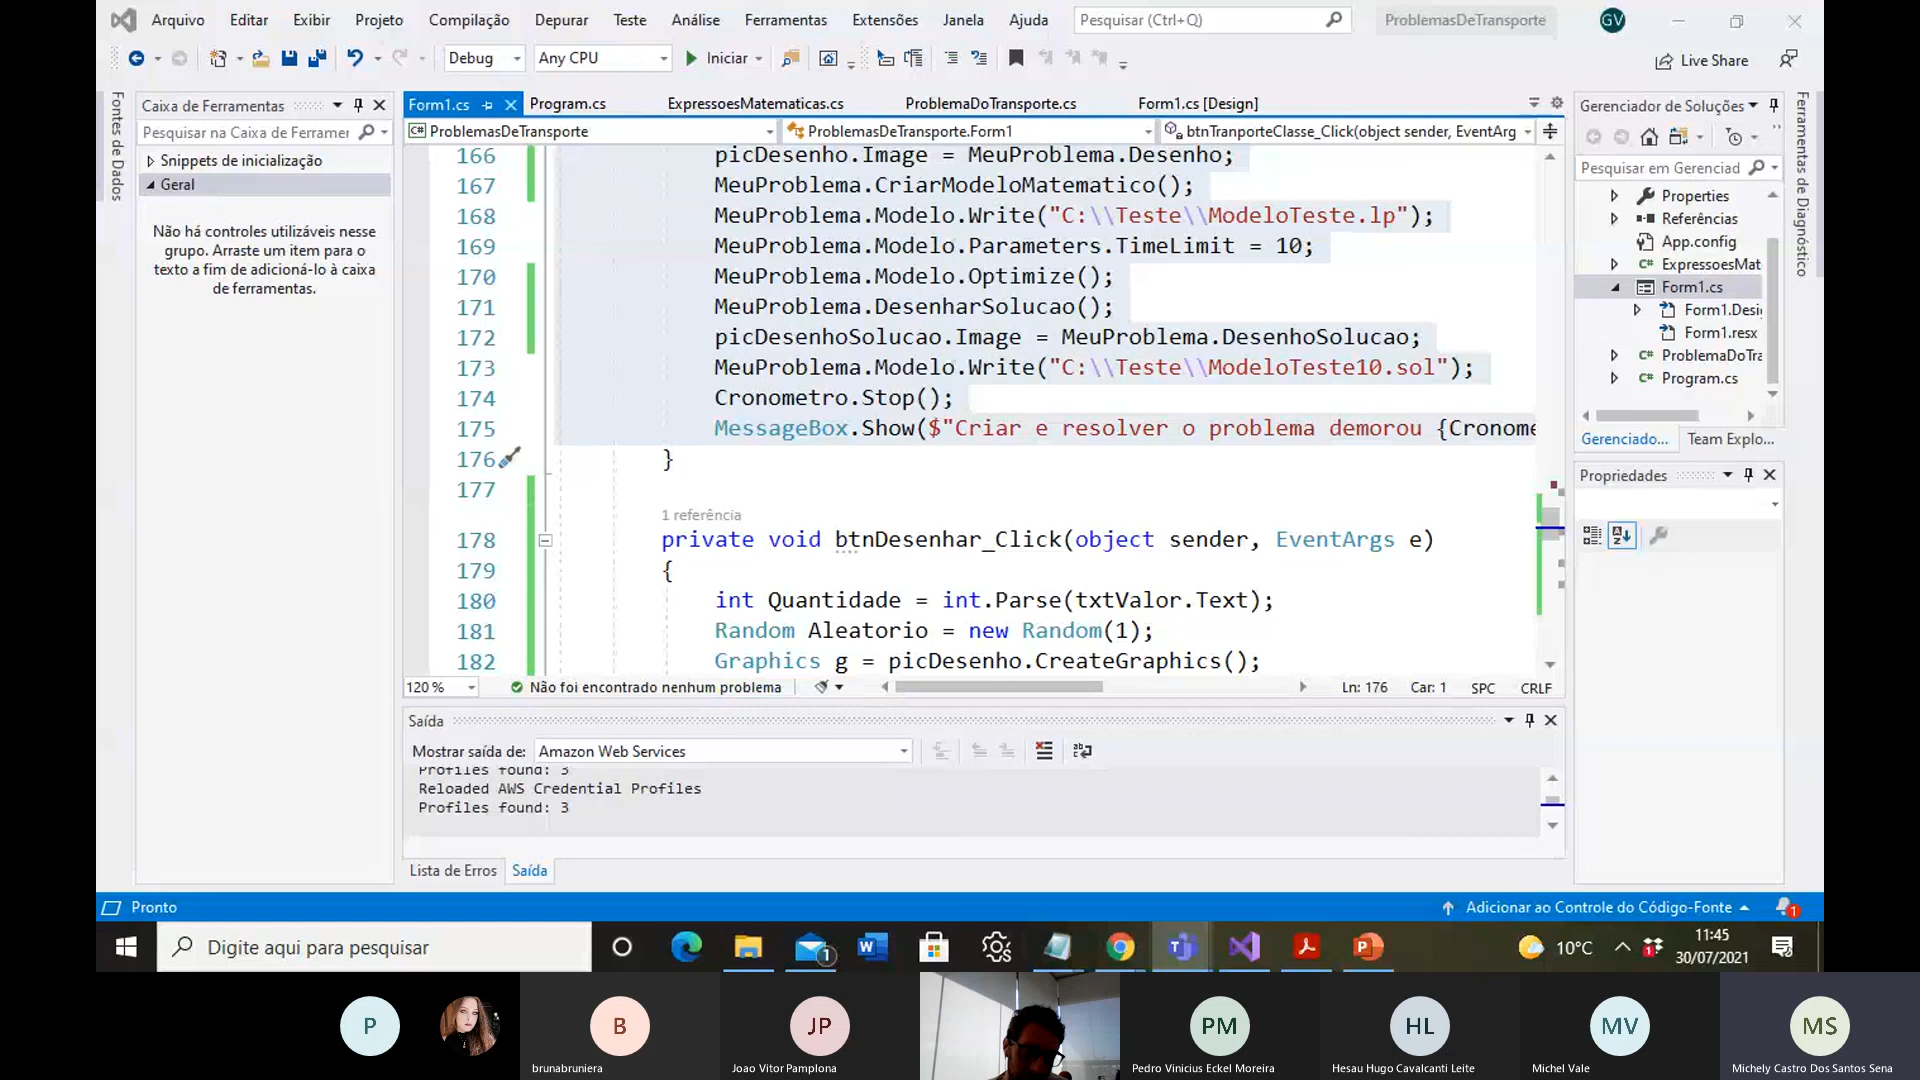 Arquivo Editar Exibir Projeto Compilação Depurar Teste Análise Ferramentas Extensões Janela Ajuda Pesquisar (Ctrl+Q) ProblemasDeTransporte GV
Debug Any CPU Iniciar Live Share
Fontes de Dados
Caixa de Ferramentas
Pesquisar na Caixa de Ferramer
Snippets de inicialização
Geral
Não há controles utilizáveis nesse
grupo. Arraste um item para o
texto a fim de adicioná-lo à caixa
de ferramentas.
Form1.cs Program.cs ExpressoesMatematicas.cs ProblemaDoTransporte.cs Form1.cs [Design]
ProblemasDeTransporte ProblemasDeTransporte.Form1 btnTranporteClasse_Click(object sender, EventArg
166 picDesenho.Image = MeuProblema.Desenho;
167 MeuProblema.CriarModeloMatematico();
168 MeuProblema.Modelo.Write("C:\\Teste\\ModeloTeste.lp");
169 MeuProblema.Modelo.Parameters.TimeLimit = 10;
170 MeuProblema.Modelo.Optimize();
171 MeuProblema.DesenharSolucao();
172 picDesenhoSolucao.Image = MeuProblema.DesenhoSolucao;
173 MeuProblema.Modelo.Write("C:\\Teste\\ModeloTeste10.sol");
174 Cronometro.Stop();
175 MessageBox.Show($"Criar e resolver o problema demorou {Cronome
176 }
177
1 referência
178 private void btnDesenhar_Click(object sender, EventArgs e)
179 {
180 int Quantidade = int.Parse(txtValor.Text);
181 Random Aleatorio = new Random(1);
182 Graphics g = picDesenho.CreateGraphics();
120 % Não foi encontrado nenhum problema Ln: 176 Car: 1 SPC CRLF
Saída
Mostrar saída de: Amazon Web Services
Profiles found: 3
Reloaded AWS Credential Profiles
Profiles found: 3
Lista de Erros Saída
Gerenciador de Soluções
Pesquisar em Gerenciad
Properties
Referências
App.config
C# ExpressoesMat
Form1.cs
Form1.Desi
Form1.resx
C# ProblemaDoTra
C# Program.cs
Gerenciado... Team Explo...
Propriedades
Ferramentas de Diagnóstico
Pronto Adicionar ao Controle do Código-Fonte 1
Digite aqui para pesquisar 1 10°C 1 11:45
30/07/2021
P B JP PM HL MV MS
brunabruniera Joao Vitor Pamplona Pedro Vinicius Eckel Moreira Hesau Hugo Cavalcanti Leite Michel Vale Michely Castro Dos Santos Sena